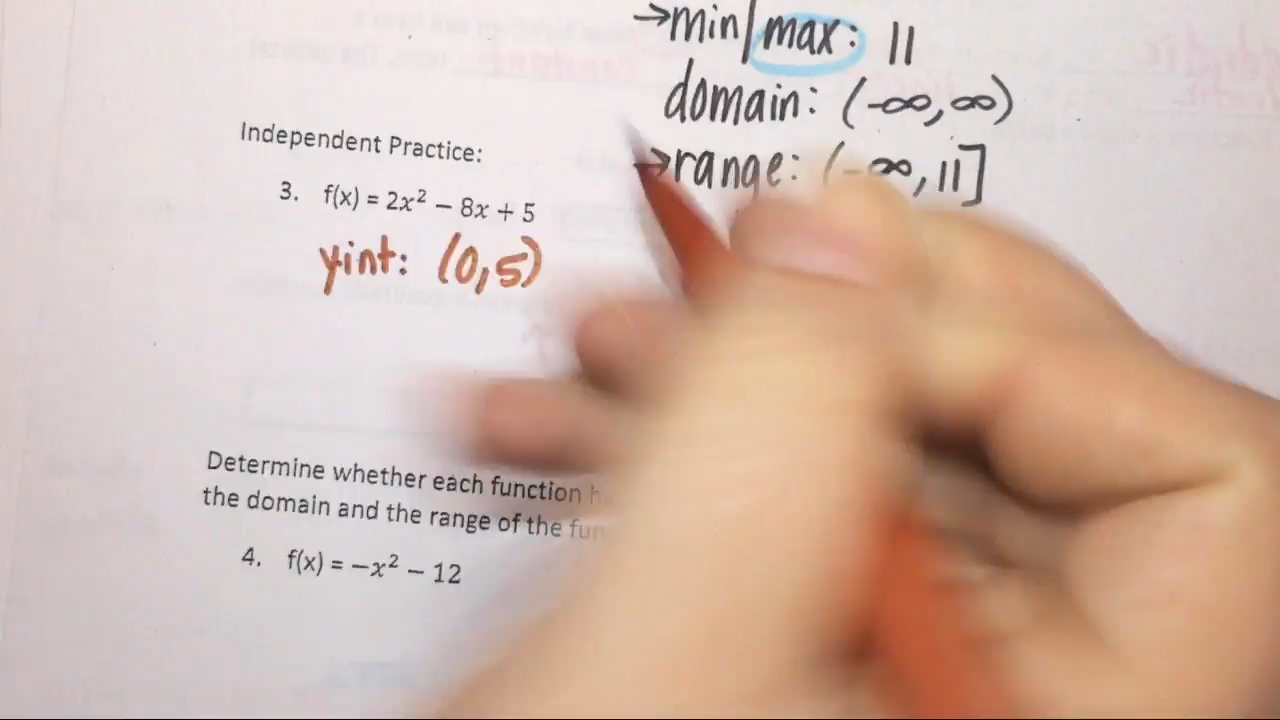 →min/max: 11
domain: (-∞,∞)
→range: (-∞,11]
Independent Practice:
3. f(x) = 2x² − 8x + 5
yint: (0,5)
Determine whether each function
the domain and the range of the
4. f(x) = −x² − 12